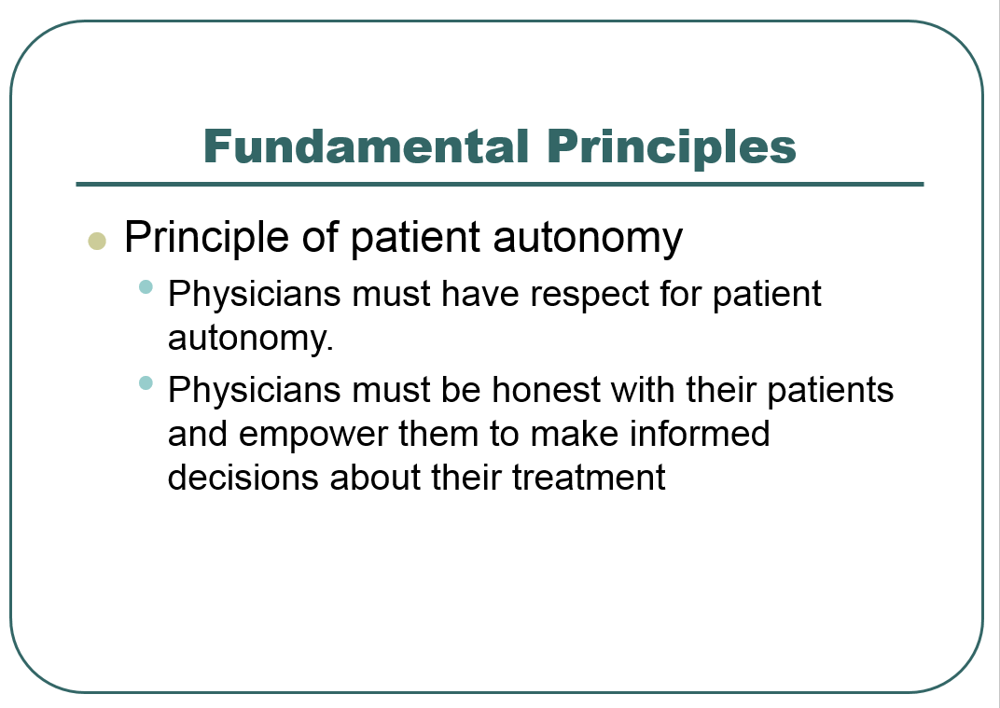 Fundamental Principles
Principle of patient autonomy
Physicians must have respect for patient
autonomy.
Physicians must be honest with their patients
and empower them to make informed
decisions about their treatment